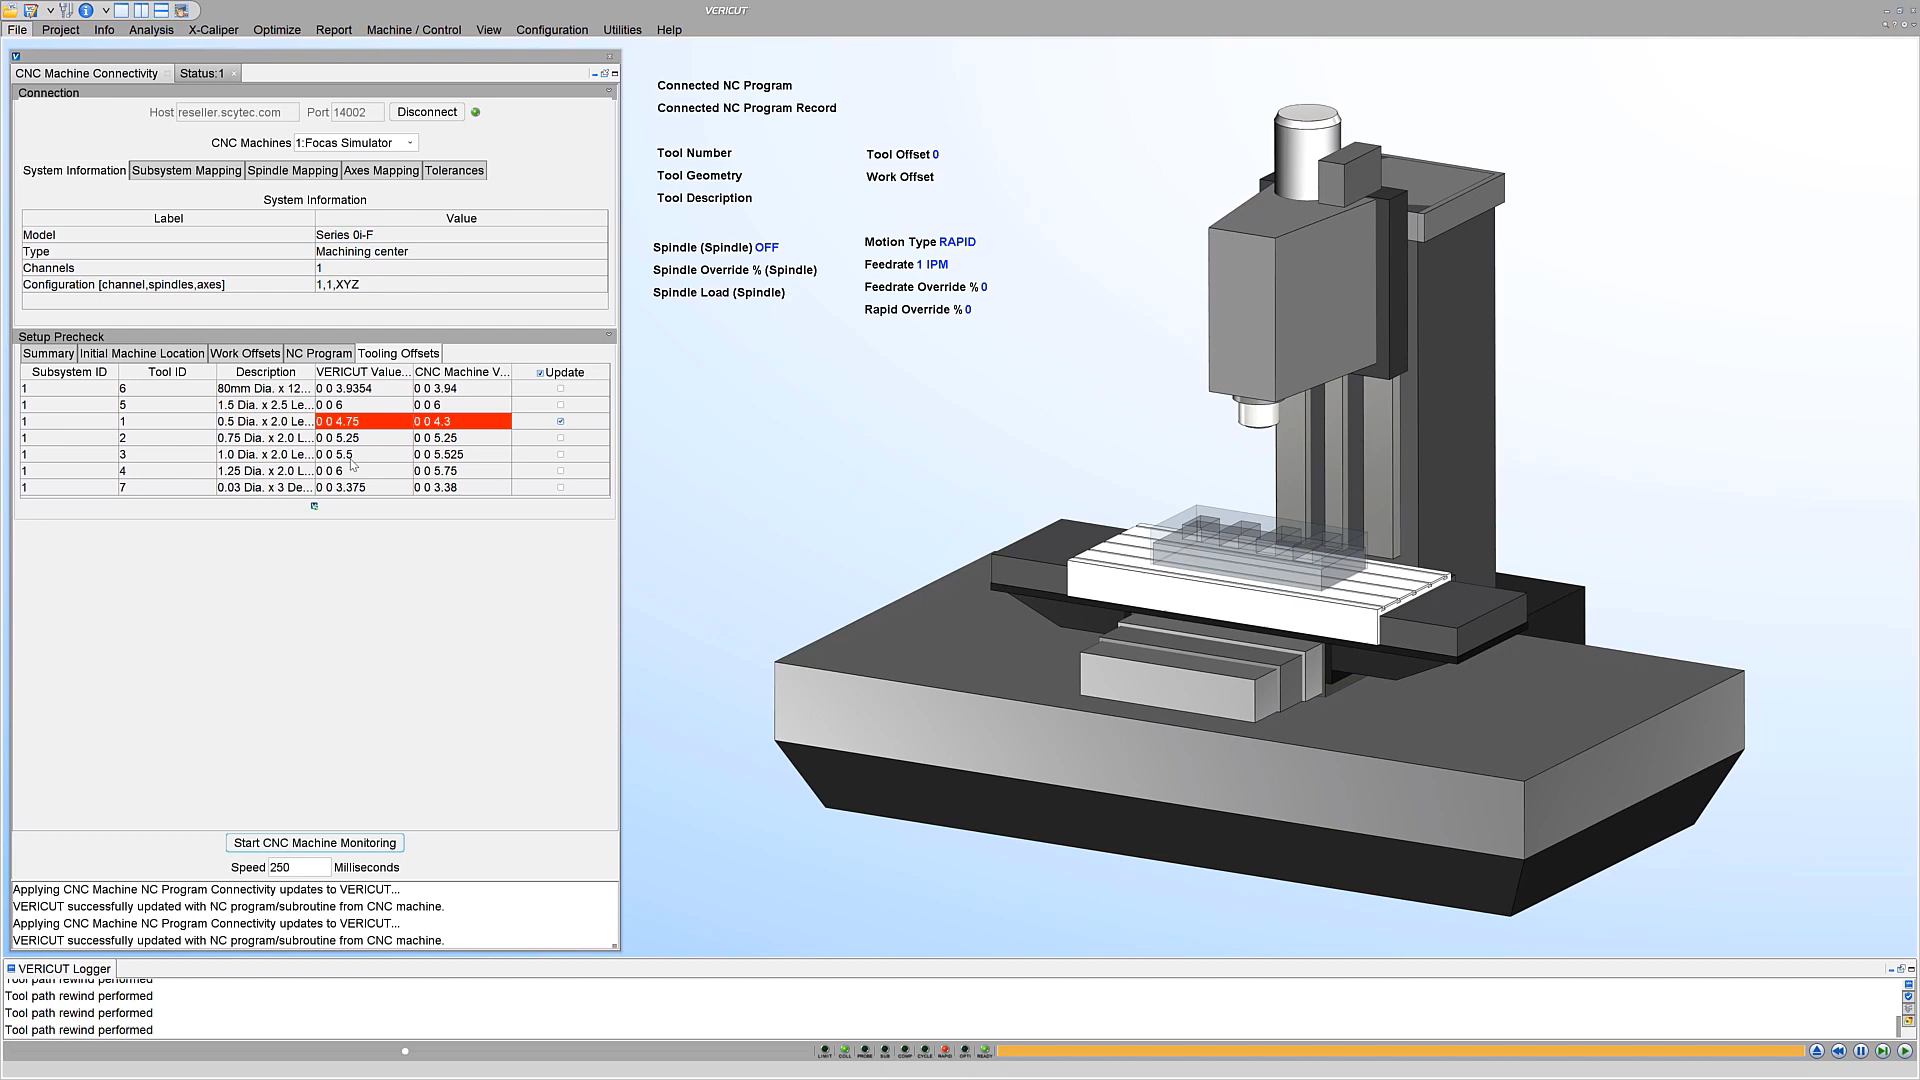 VERICUT
File Project Info Analysis X-Caliper Optimize Report Machine / Control View Configuration Utilities Help
CNC Machine Connectivity Status:1
Connection
Host reseller.scytec.com Port 14002 Disconnect
CNC Machines 1:Focas Simulator
System Information Subsystem Mapping Spindle Mapping Axes Mapping Tolerances
System Information
Label Value
Model Series 0i-F
Type Machining center
Channels 1
Configuration [channel,spindles,axes] 1,1,XYZ
Setup Precheck
Summary Initial Machine Location Work Offsets NC Program Tooling Offsets
Subsystem ID Tool ID Description VERICUT Value... CNC Machine V... Update
1 6 80mm Dia. x 12... 0 0 3.9354 0 0 3.94
1 5 1.5 Dia. x 2.5 Le... 0 0 6 0 0 6
1 1 0.5 Dia. x 2.0 Le... 0 0 4.75 0 0 4.3
1 2 0.75 Dia. x 2.0 L... 0 0 5.25 0 0 5.25
1 3 1.0 Dia. x 2.0 Le... 0 0 5.5 0 0 5.525
1 4 1.25 Dia. x 2.0 L... 0 0 6 0 0 5.75
1 7 0.03 Dia. x 3 De... 0 0 3.375 0 0 3.38
Start CNC Machine Monitoring
Speed 250 Milliseconds
Applying CNC Machine NC Program Connectivity updates to VERICUT...
VERICUT successfully updated with NC program/subroutine from CNC machine.
Applying CNC Machine NC Program Connectivity updates to VERICUT...
VERICUT successfully updated with NC program/subroutine from CNC machine.
Connected NC Program
Connected NC Program Record
Tool Number
Tool Geometry
Tool Description
Tool Offset 0
Work Offset
Spindle (Spindle) OFF
Spindle Override % (Spindle)
Spindle Load (Spindle)
Motion Type RAPID
Feedrate 1 IPM
Feedrate Override % 0
Rapid Override % 0
VERICUT Logger
Tool path rewind performed
Tool path rewind performed
Tool path rewind performed
Tool path rewind performed
LIMIT COLL PROBE SUB COMP CYCLE RAPID OPTI READY